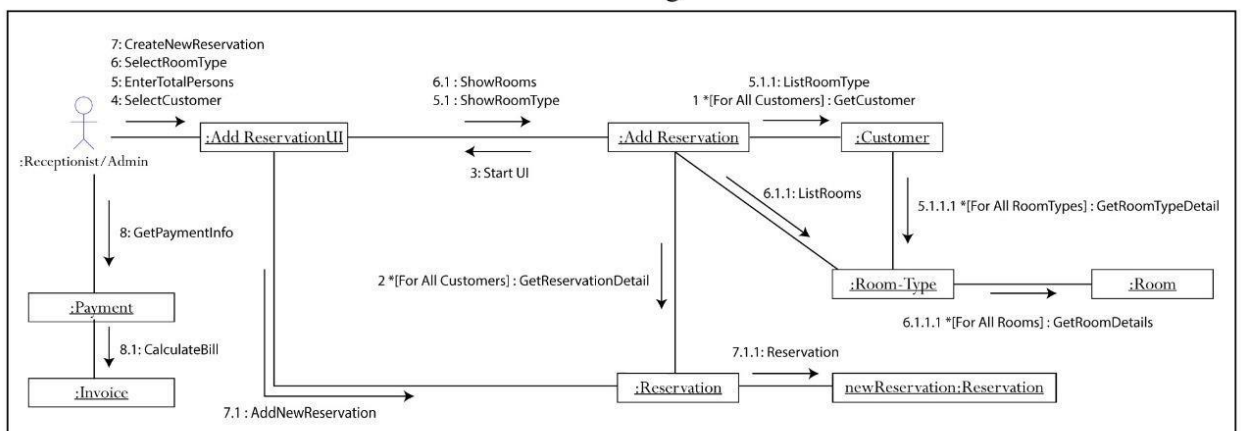 7: CreateNewReservation
6: SelectRoomType
5: EnterTotalPersons
4: SelectCustomer
6.1 : ShowRooms
5.1 : ShowRoomType
5.1.1: ListRoomType
1 *[For All Customers] : GetCustomer
:Receptionist/Admin
:Add ReservationUI
:Add Reservation
:Customer
3: Start UI
6.1.1: ListRooms
5.1.1.1 *[For All RoomTypes] : GetRoomTypeDetail
8: GetPaymentInfo
2 *[For All Customers] : GetReservationDetail
:Room-Type
:Room
6.1.1.1 *[For All Rooms] : GetRoomDetails
:Payment
8.1: CalculateBill
7.1.1: Reservation
:Invoice
:Reservation
newReservation:Reservation
7.1 : AddNewReservation